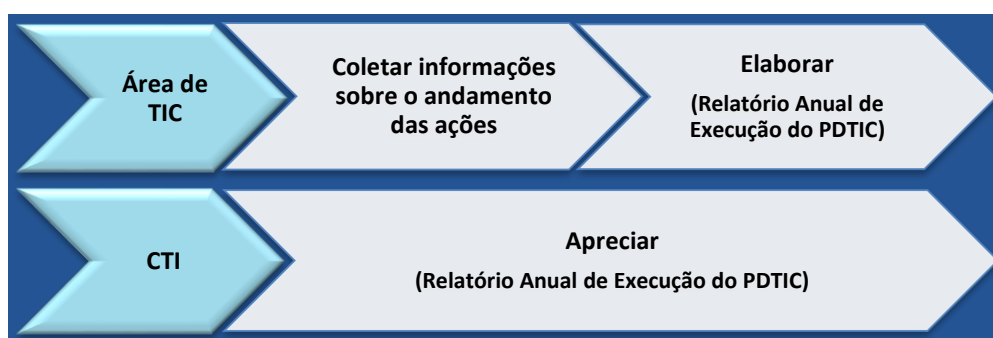 Área de
TIC
Coletar informações
sobre o andamento
das ações
Elaborar
(Relatório Anual de
Execução do PDTIC)
CTI
Apreciar
(Relatório Anual de Execução do PDTIC)